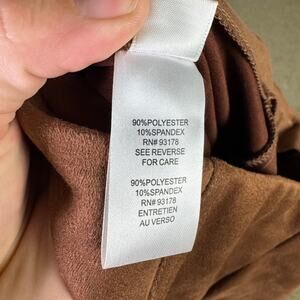 90%POLYESTER
10%SPANDEX
RN# 93178
SEE REVERSE
FOR CARE
90%POLYESTER
10%SPANDEX
RN# 93178
ENTRETIEN
AU VERSO